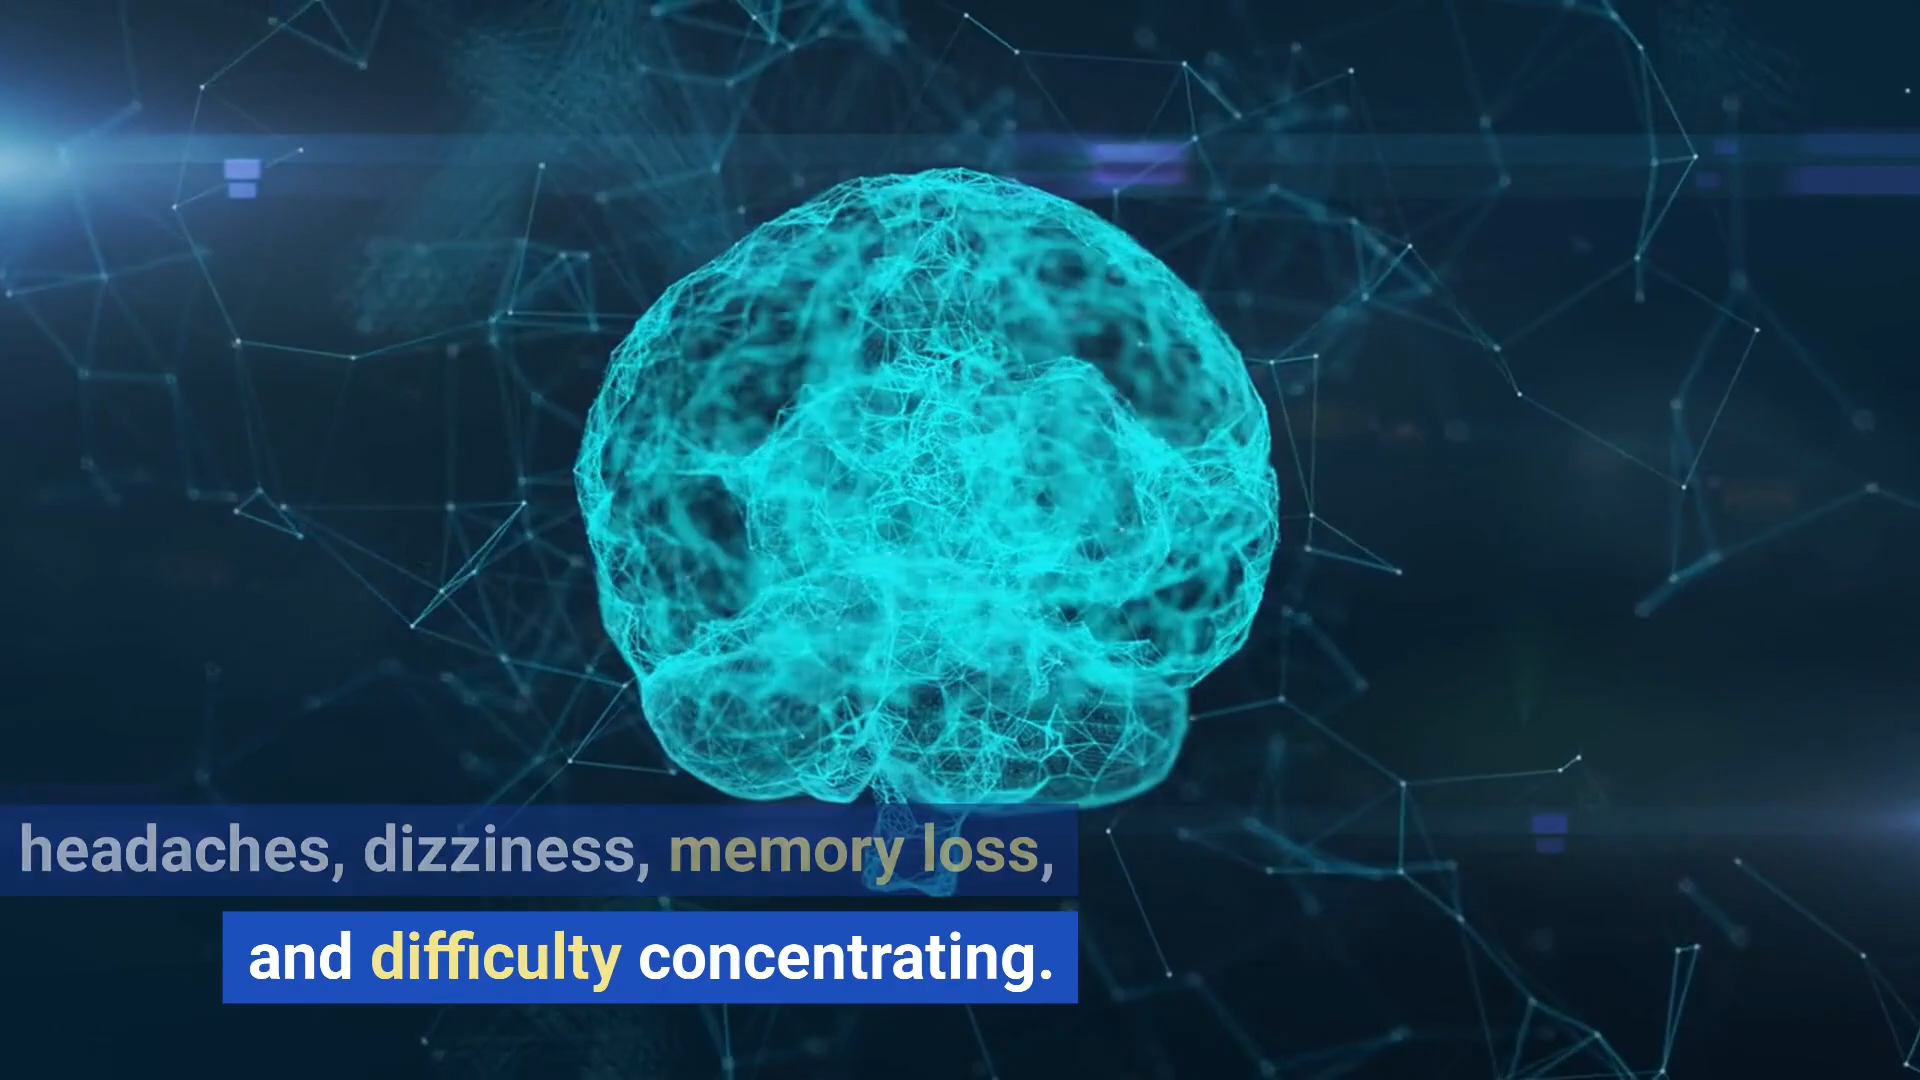 headaches, dizziness, memory loss,
and difficulty concentrating.